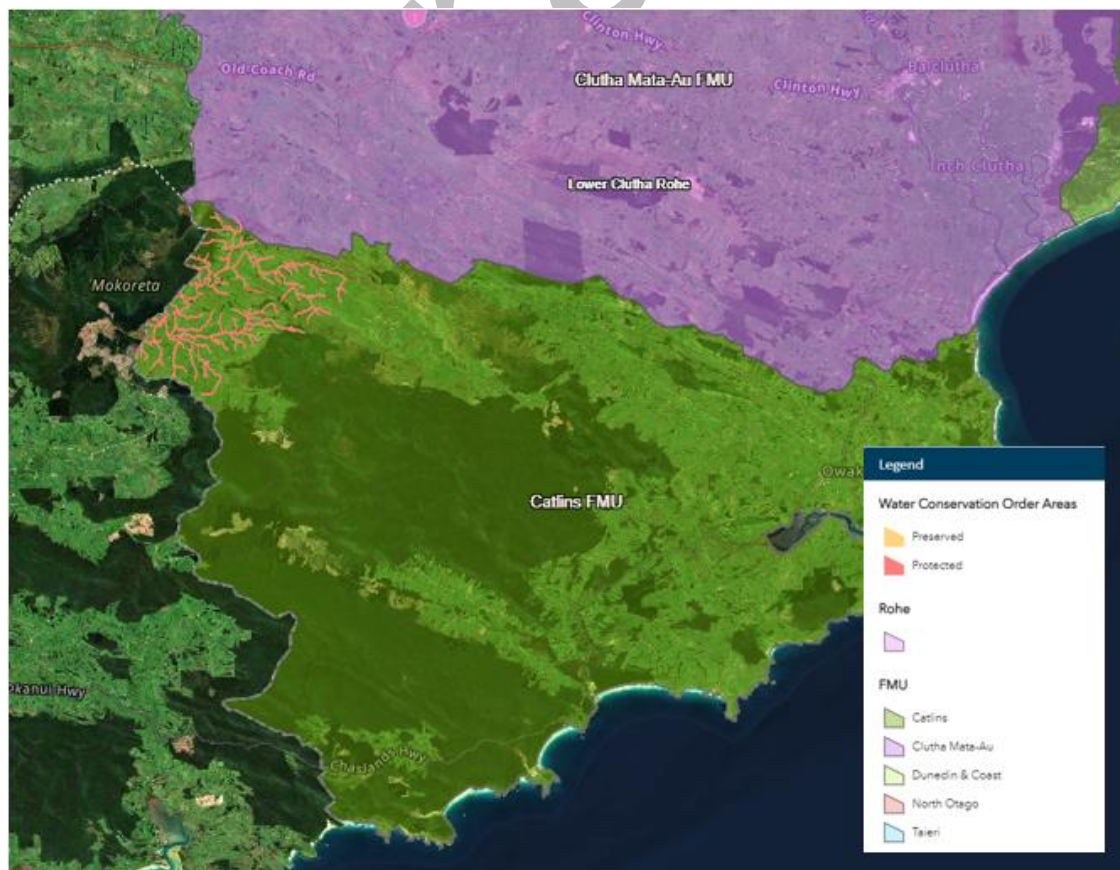 Clinton Hwy
Old Coach Rd
Clutha Mata-Au FMU
Balclutha
Clinton Hwy
Inch Clutha
Lower Clutha Rohe
Mokoreta
Catlins FMU
Owak
okanui Hwy
Chaslands Hwy
Legend
Water Conservation Order Areas
Preserved
Protected
Rohe
FMU
Catlins
Clutha Mata-Au
Dunedin & Coast
North Otago
Taieri